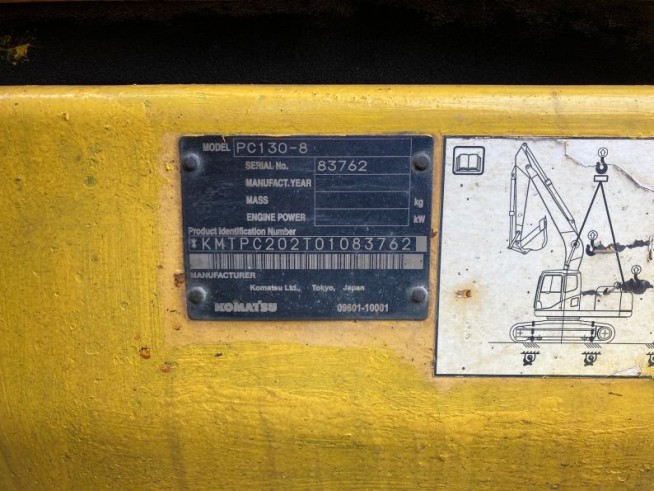 MODEL PC130-8
SERIAL No. 83762
MANUFACT.YEAR
MASS kg
ENGINE POWER kW
Product Identification Number
*KMTPC202T01083762
MANUFACTURER
Komatsu Ltd., Tokyo, Japan
KOMATSU 09601-10001